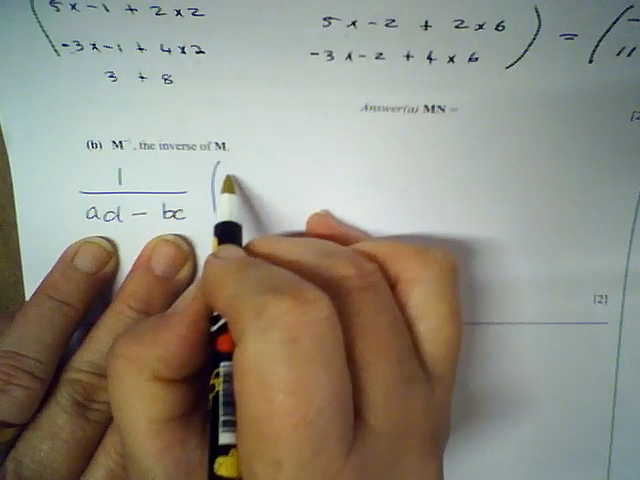 5x-1 + 2x2 5x-2 + 2x6
-3x-1 + 4x2 -3x-2 + 4x6 =
3 + 8 11
Answer(a) MN =
(b) M⁻¹, the inverse of M.
1
ad - bc (
[2]